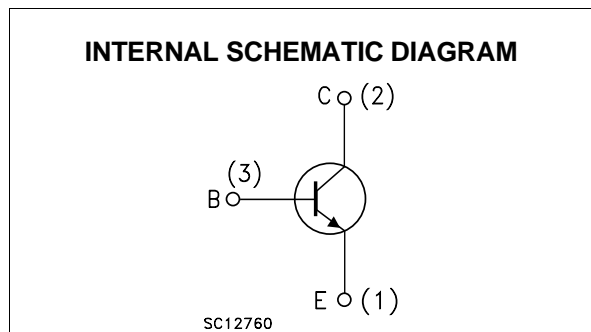 INTERNAL SCHEMATIC DIAGRAM
C (2)
(3)
B
E (1)
SC12760